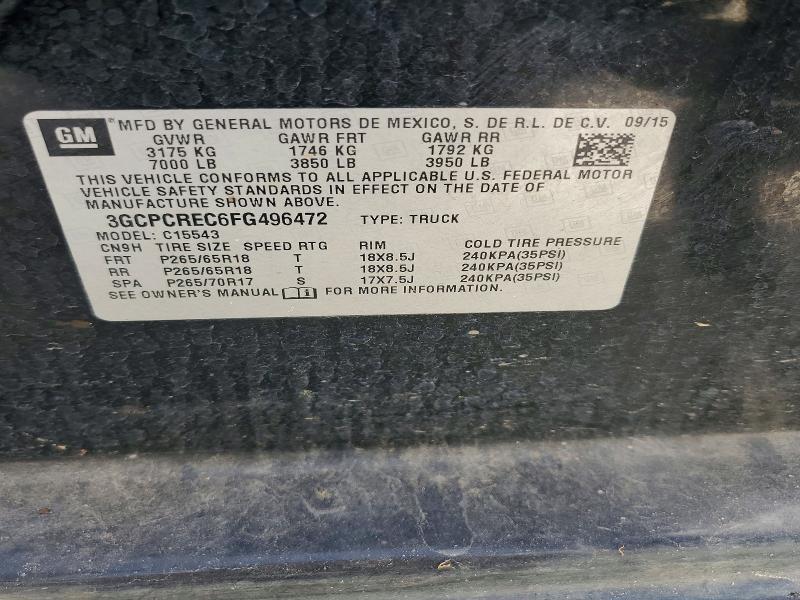 GM ® MFD BY GENERAL MOTORS DE MEXICO, S. DE R.L. DE C.V. 09/15
GVWR GAWR FRT GAWR RR
3175 KG 1746 KG 1792 KG
7000 LB 3850 LB 3950 LB
THIS VEHICLE CONFORMS TO ALL APPLICABLE U.S. FEDERAL MOTOR
VEHICLE SAFETY STANDARDS IN EFFECT ON THE DATE OF
MANUFACTURE SHOWN ABOVE.
3GCPCREC6FG496472 TYPE: TRUCK
MODEL: C15543
CN9H TIRE SIZE SPEED RTG RIM COLD TIRE PRESSURE
FRT P265/65R18 T 18X8.5J 240KPA(35PSI)
RR P265/65R18 T 18X8.5J 240KPA(35PSI)
SPA P265/70R17 S 17X7.5J 240KPA(35PSI)
SEE OWNER'S MANUAL FOR MORE INFORMATION.